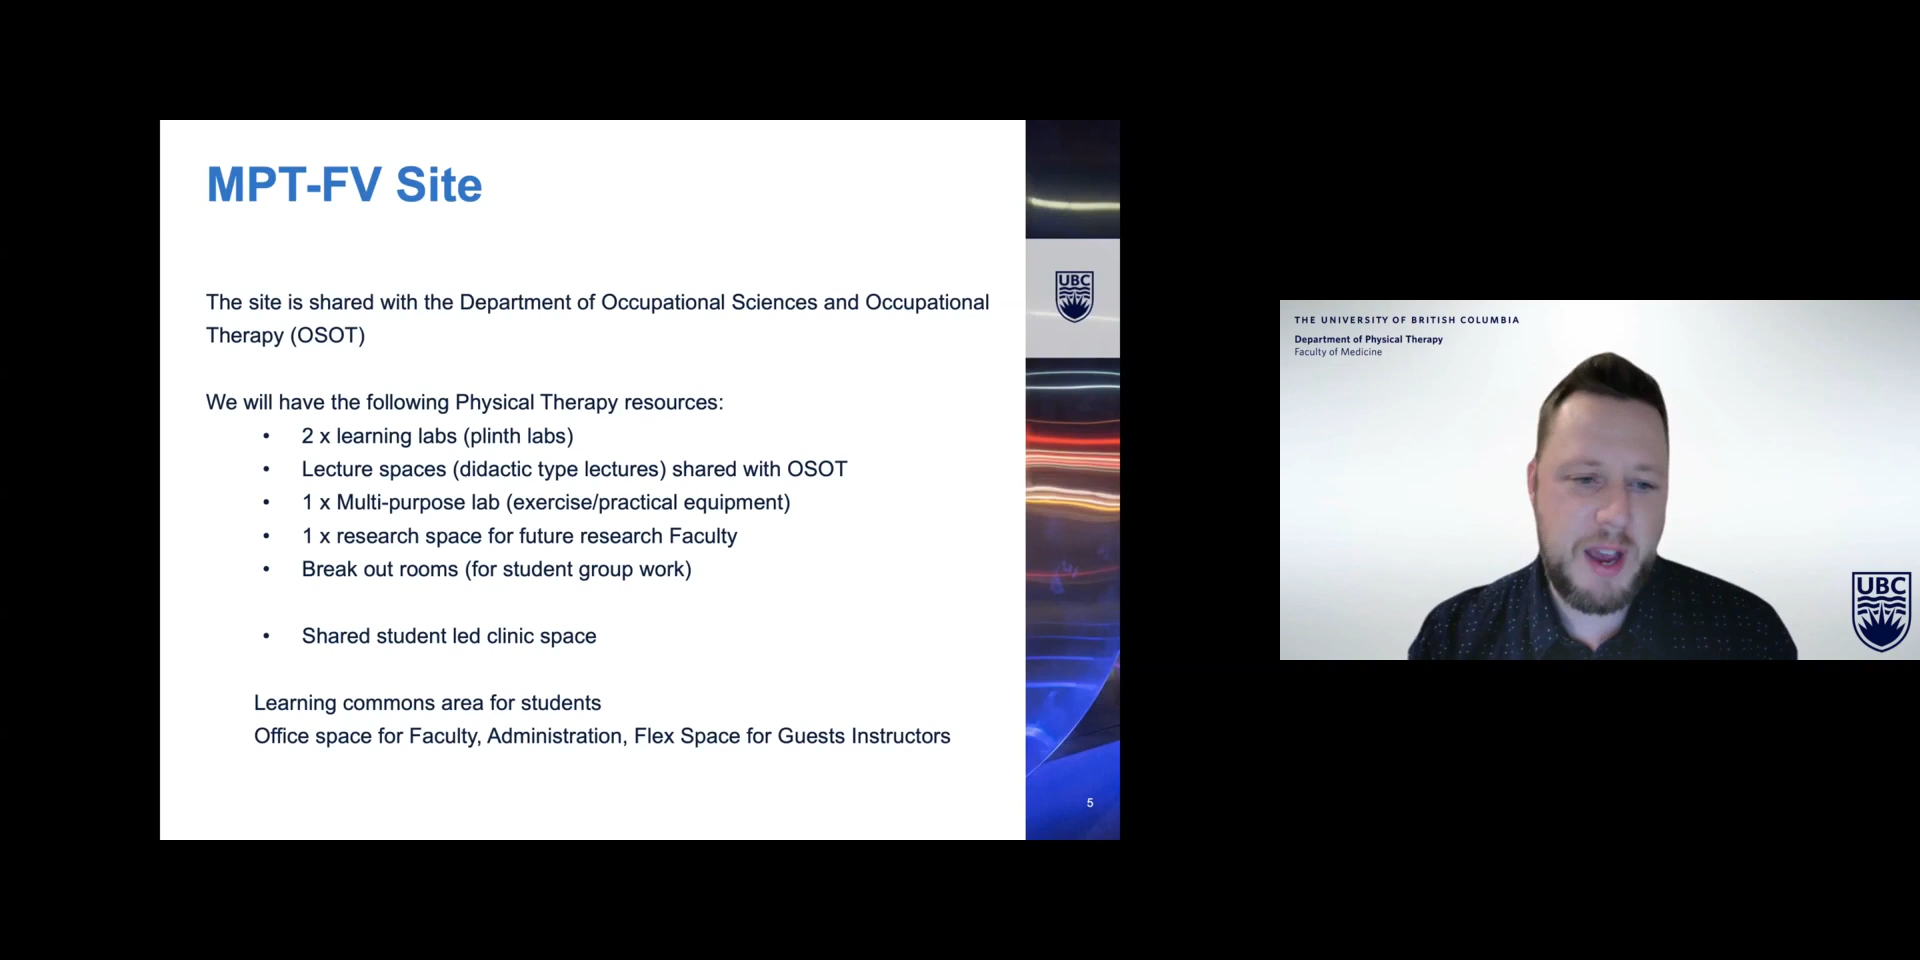 MPT-FV Site
The site is shared with the Department of Occupational Sciences and Occupational
Therapy (OSOT)
We will have the following Physical Therapy resources:
• 2 x learning labs (plinth labs)
• Lecture spaces (didactic type lectures) shared with OSOT
• 1 x Multi-purpose lab (exercise/practical equipment)
• 1 x research space for future research Faculty
• Break out rooms (for student group work)
• Shared student led clinic space
Learning commons area for students
Office space for Faculty, Administration, Flex Space for Guests Instructors
UBC
5
THE UNIVERSITY OF BRITISH COLUMBIA
Department of Physical Therapy
Faculty of Medicine
UBC